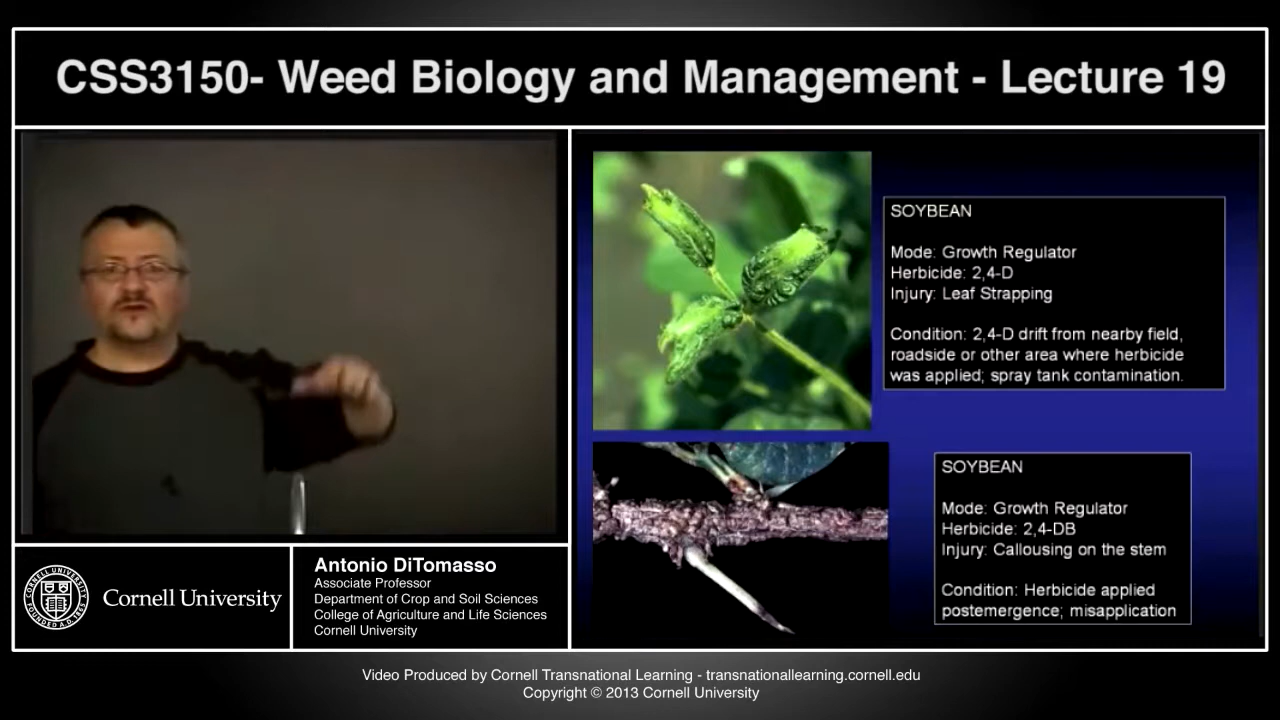 CSS3150- Weed Biology and Management - Lecture 19
SOYBEAN
Mode: Growth Regulator
Herbicide: 2,4-D
Injury: Leaf Strapping
Condition: 2,4-D drift from nearby field,
roadside or other area where herbicide
was applied; spray tank contamination.
SOYBEAN
Mode: Growth Regulator
Herbicide: 2,4-DB
Injury: Callousing on the stem
Condition: Herbicide applied
postemergence; misapplication
CORNELL UNIVERSITY
FOUNDED A.D. 1865
Cornell University
Antonio DiTomasso
Associate Professor
Department of Crop and Soil Sciences
College of Agriculture and Life Sciences
Cornell University
Video Produced by Cornell Transnational Learning - transnationallearning.cornell.edu
Copyright © 2013 Cornell University